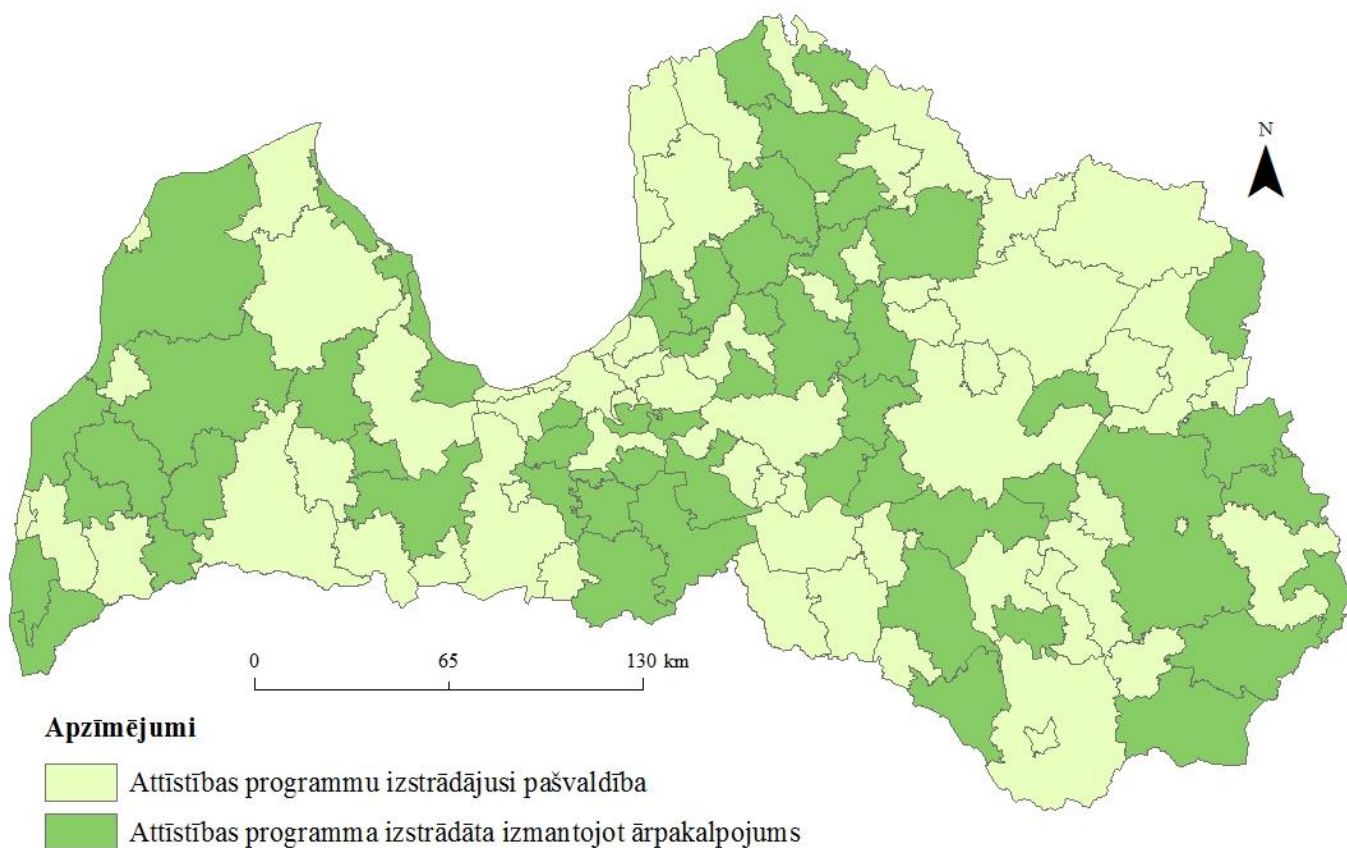 N
0 65 130 km
Apzīmējumi
Attīstības programmu izstrādājusi pašvaldība
Attīstības programma izstrādāta izmantojot ārpakalpojums